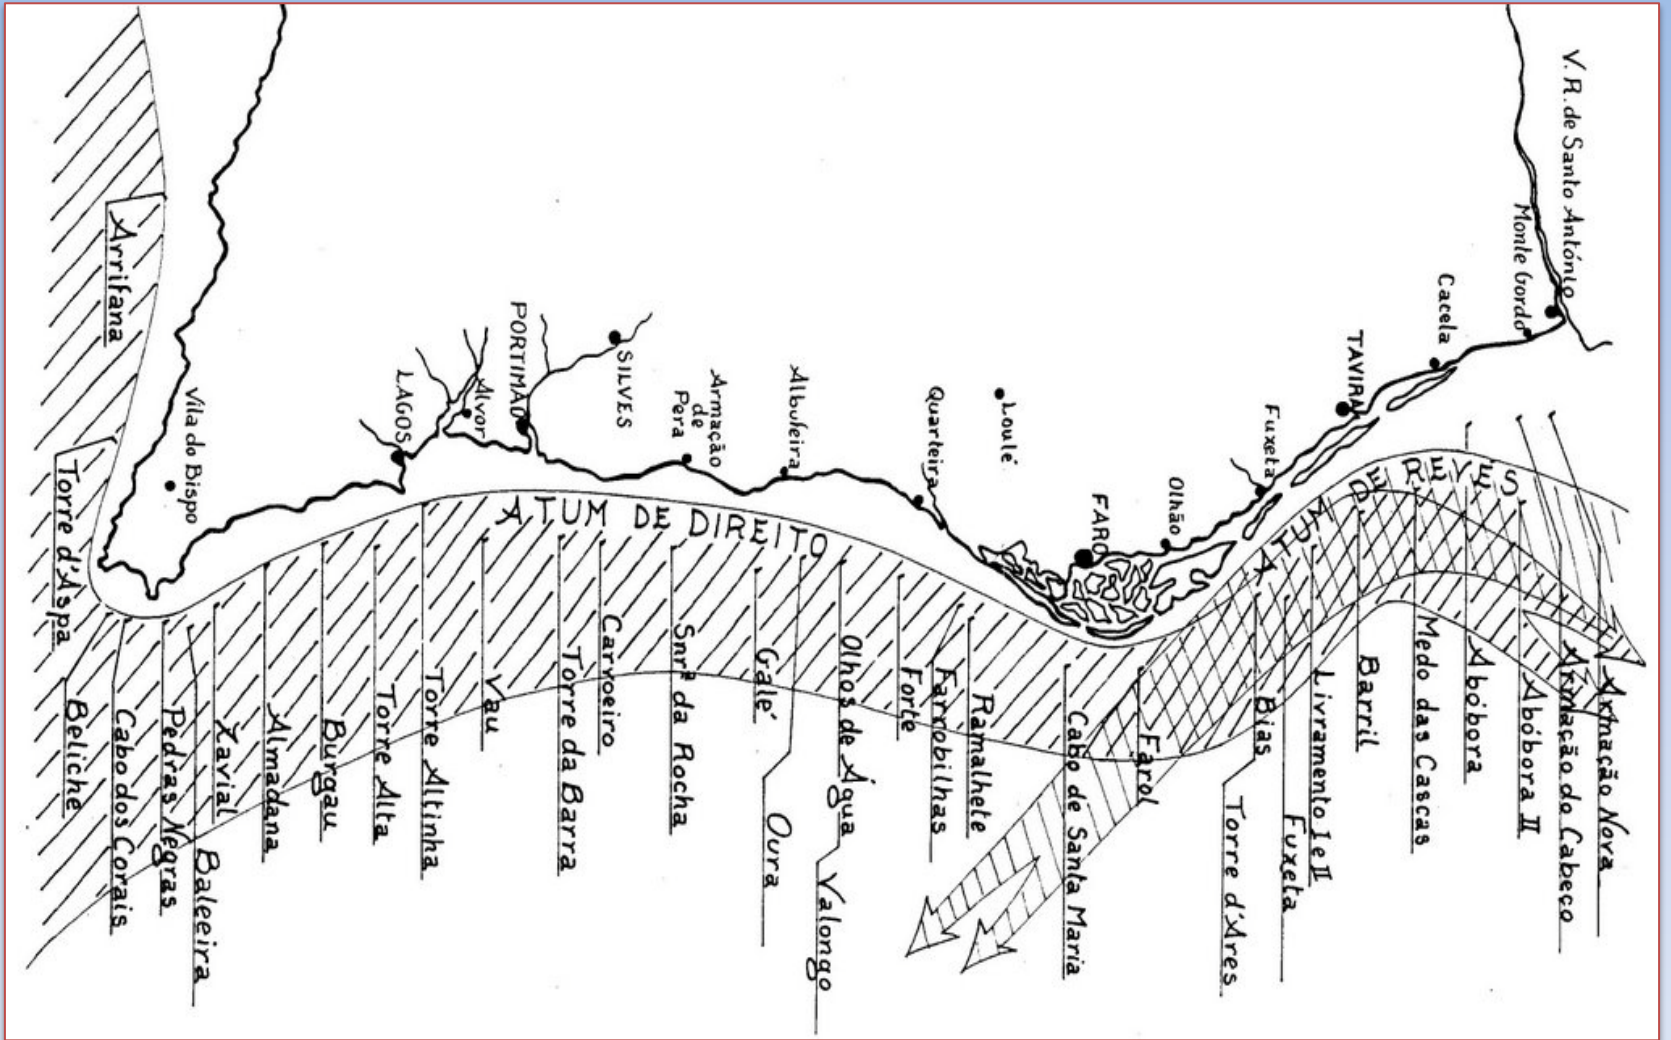 V. R. de Santo António
Monte Gordo
Cacela
TAVIRA
Fuxeta
Olhão
FARO
Loulé
Quarteira
Albufeira
Armação
de
Pera
SILVES
PORTIMÃO
Alvor
LAGOS
Vila do Bispo
ATUM DE DIREITO
ATUM DE REVÉS
Arrifana
Torre d'Aspa
Beliche
Cabo dos Corais
Pedras Negras
Baleeira
Zavial
Almadana
Burgau
Torre Alta
Torre Altinha
Vau
Torre da Barra
Carvoeiro
Snrª da Rocha
Galé
Oura
Olhos de Água
Valongo
Forte
Farrobilhas
Ramalhete
Cabo de Santa Maria
Farol
Torre d'Ares
Bias
Fuxeta
Livramento I e II
Barril
Medo das Cascas
Abóbora
Abóbora II
Armação do Cabeço
Armação Nova